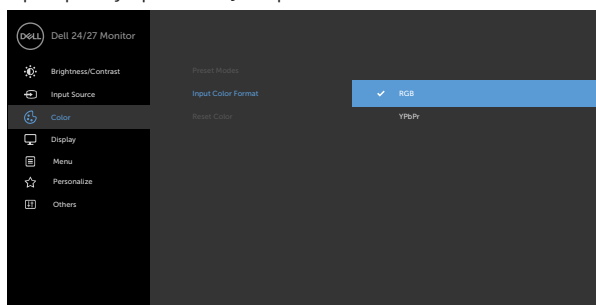 DELL
Dell 24/27 Monitor
Brightness/Contrast
Input Source
Color
Display
Menu
Personalize
Others
Preset Modes
Input Color Format
Reset Color
RGB
YPbPr